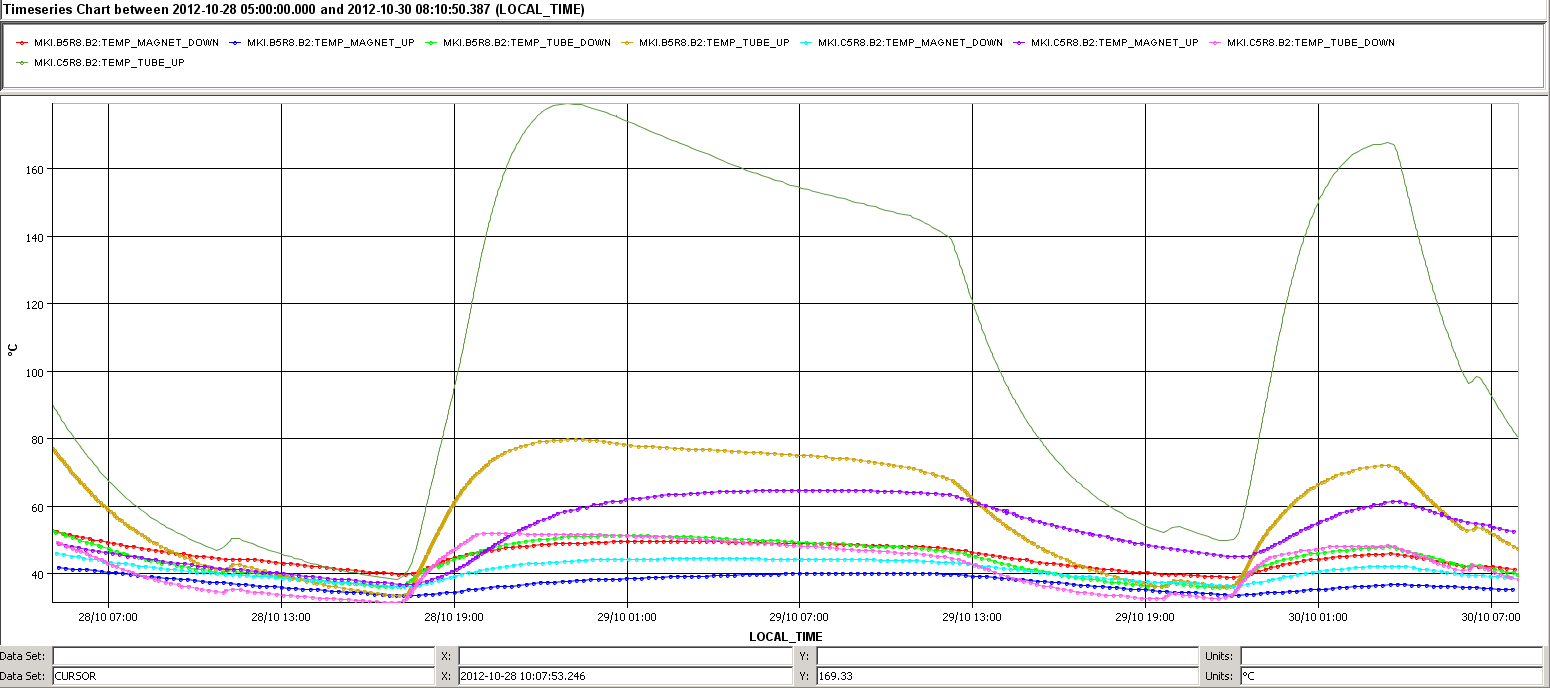 Timeseries Chart between 2012-10-28 05:00:00.000 and 2012-10-30 08:10:50.387 (LOCAL_TIME)
MKI.B5R8.B2:TEMP_MAGNET_DOWN MKI.B5R8.B2:TEMP_MAGNET_UP MKI.B5R8.B2:TEMP_TUBE_DOWN MKI.B5R8.B2:TEMP_TUBE_UP MKI.C5R8.B2:TEMP_MAGNET_DOWN MKI.C5R8.B2:TEMP_MAGNET_UP MKI.C5R8.B2:TEMP_TUBE_DOWN
MKI.C5R8.B2:TEMP_TUBE_UP
160
140
120
°C
100
80
60
40
28/10 07:00 28/10 13:00 28/10 19:00 29/10 01:00 29/10 07:00 29/10 13:00 29/10 19:00 30/10 01:00 30/10 07:00
LOCAL_TIME
Data Set: X: Y: Units:
Data Set: CURSOR X: 2012-10-28 10:07:53.246 Y: 169.33 Units: °C